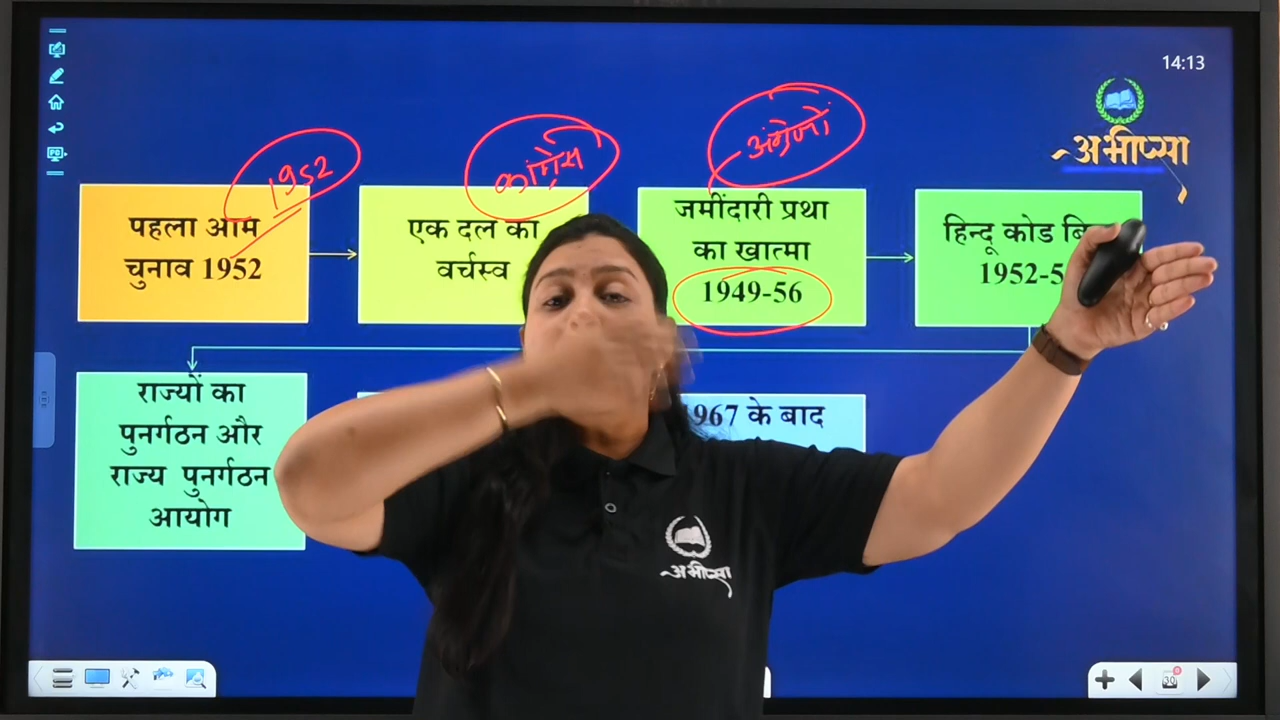 14:13
अभीप्सा
1952
कांग्रेस
अंग्रेजों
पहला आम
चुनाव 1952
एक दल का
वर्चस्व
जमींदारी प्रथा
का खात्मा
1949-56
हिन्दू कोड
1952-5
राज्यों का
पुनर्गठन और
राज्य पुनर्गठन
आयोग
1967 के बाद
अभीप्सा